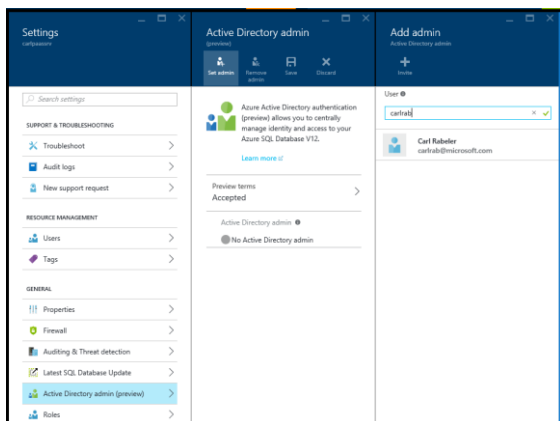 Settings
Search settings
SUPPORT & TROUBLESHOOTING
Troubleshoot
Audit logs
New support request
RESOURCE MANAGEMENT
Users
Tags
GENERAL
Properties
Firewall
Auditing & Threat detection
Latest SQL Database Update
Active Directory admin (preview)
Roles
Active Directory admin
(preview)
Set admin
Remove
admin
Save
Discard
Azure Active Directory authentication
(preview) allows you to centrally
manage identity and access to your
Azure SQL Database V12.
Learn more
Preview terms
Accepted
Active Directory admin
No Active Directory admin
Add admin
Active Directory admin
Invite
User
carlrab
Carl Rabeler
carlrab@microsoft.com